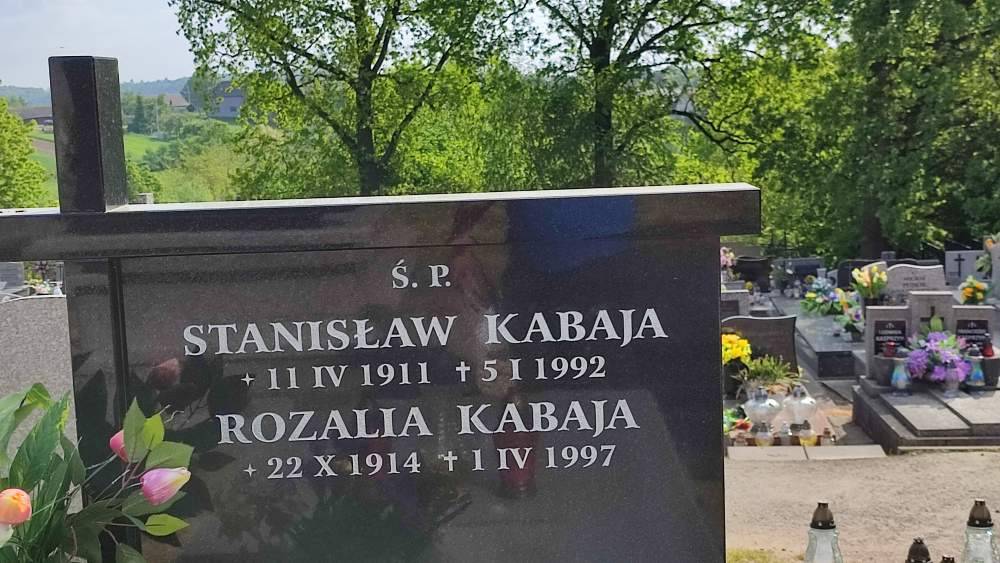 Ś. P.
STANISŁAW KABAJA
✦ 11 IV 1911 ✝ 5 I 1992
ROZALIA KABAJA
✦ 22 X 1914 ✝ 1 IV 1997